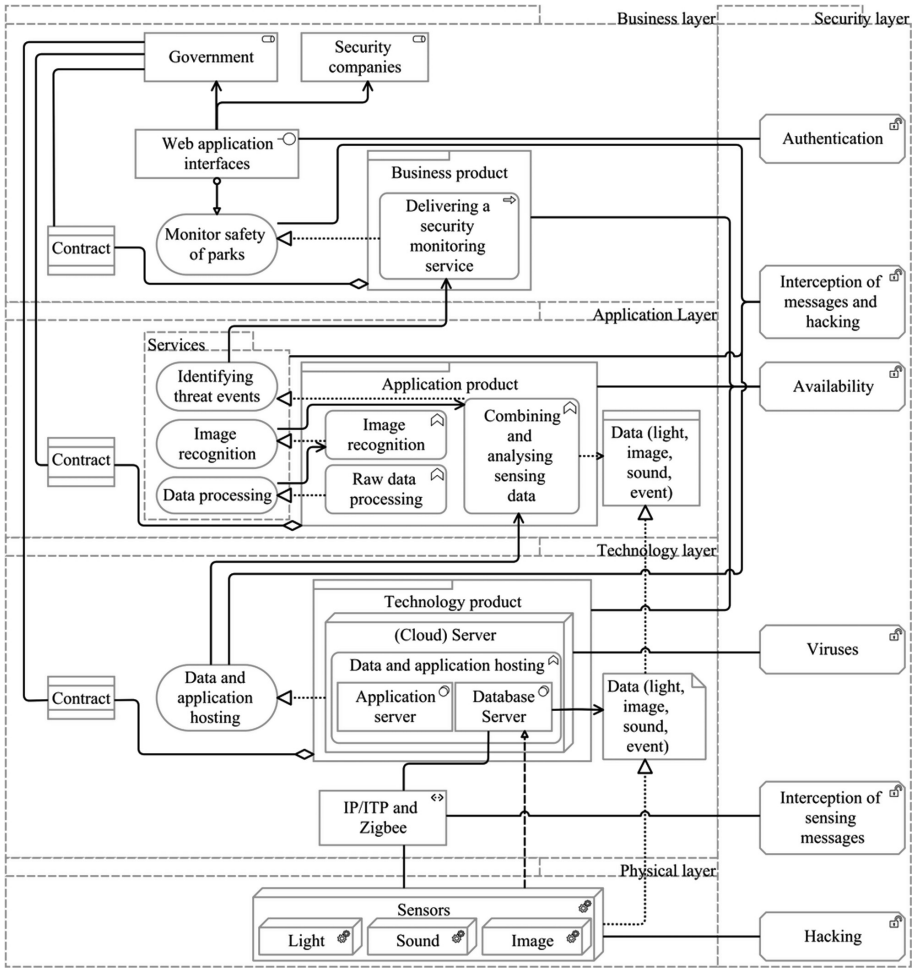 Business layer
Security layer
Government
Security
companies
Web application
interfaces
Authentication
Business product
Delivering a
security
monitoring
service
Monitor safety
of parks
Contract
Interception of
messages and
hacking
Application Layer
Services
Identifying
threat events
Application product
Availability
Image
recognition
Image
recognition
Combining
and
analysing
sensing
data
Data (light,
image,
sound,
event)
Contract
Data processing
Raw data
processing
Technology layer
Technology product
(Cloud) Server
Viruses
Data and application hosting
Data and
application
hosting
Application
server
Database
Server
Data (light,
image,
sound,
event)
Contract
IP/ITP and
Zigbee
Interception of
sensing
messages
Physical layer
Sensors
Light
Sound
Image
Hacking